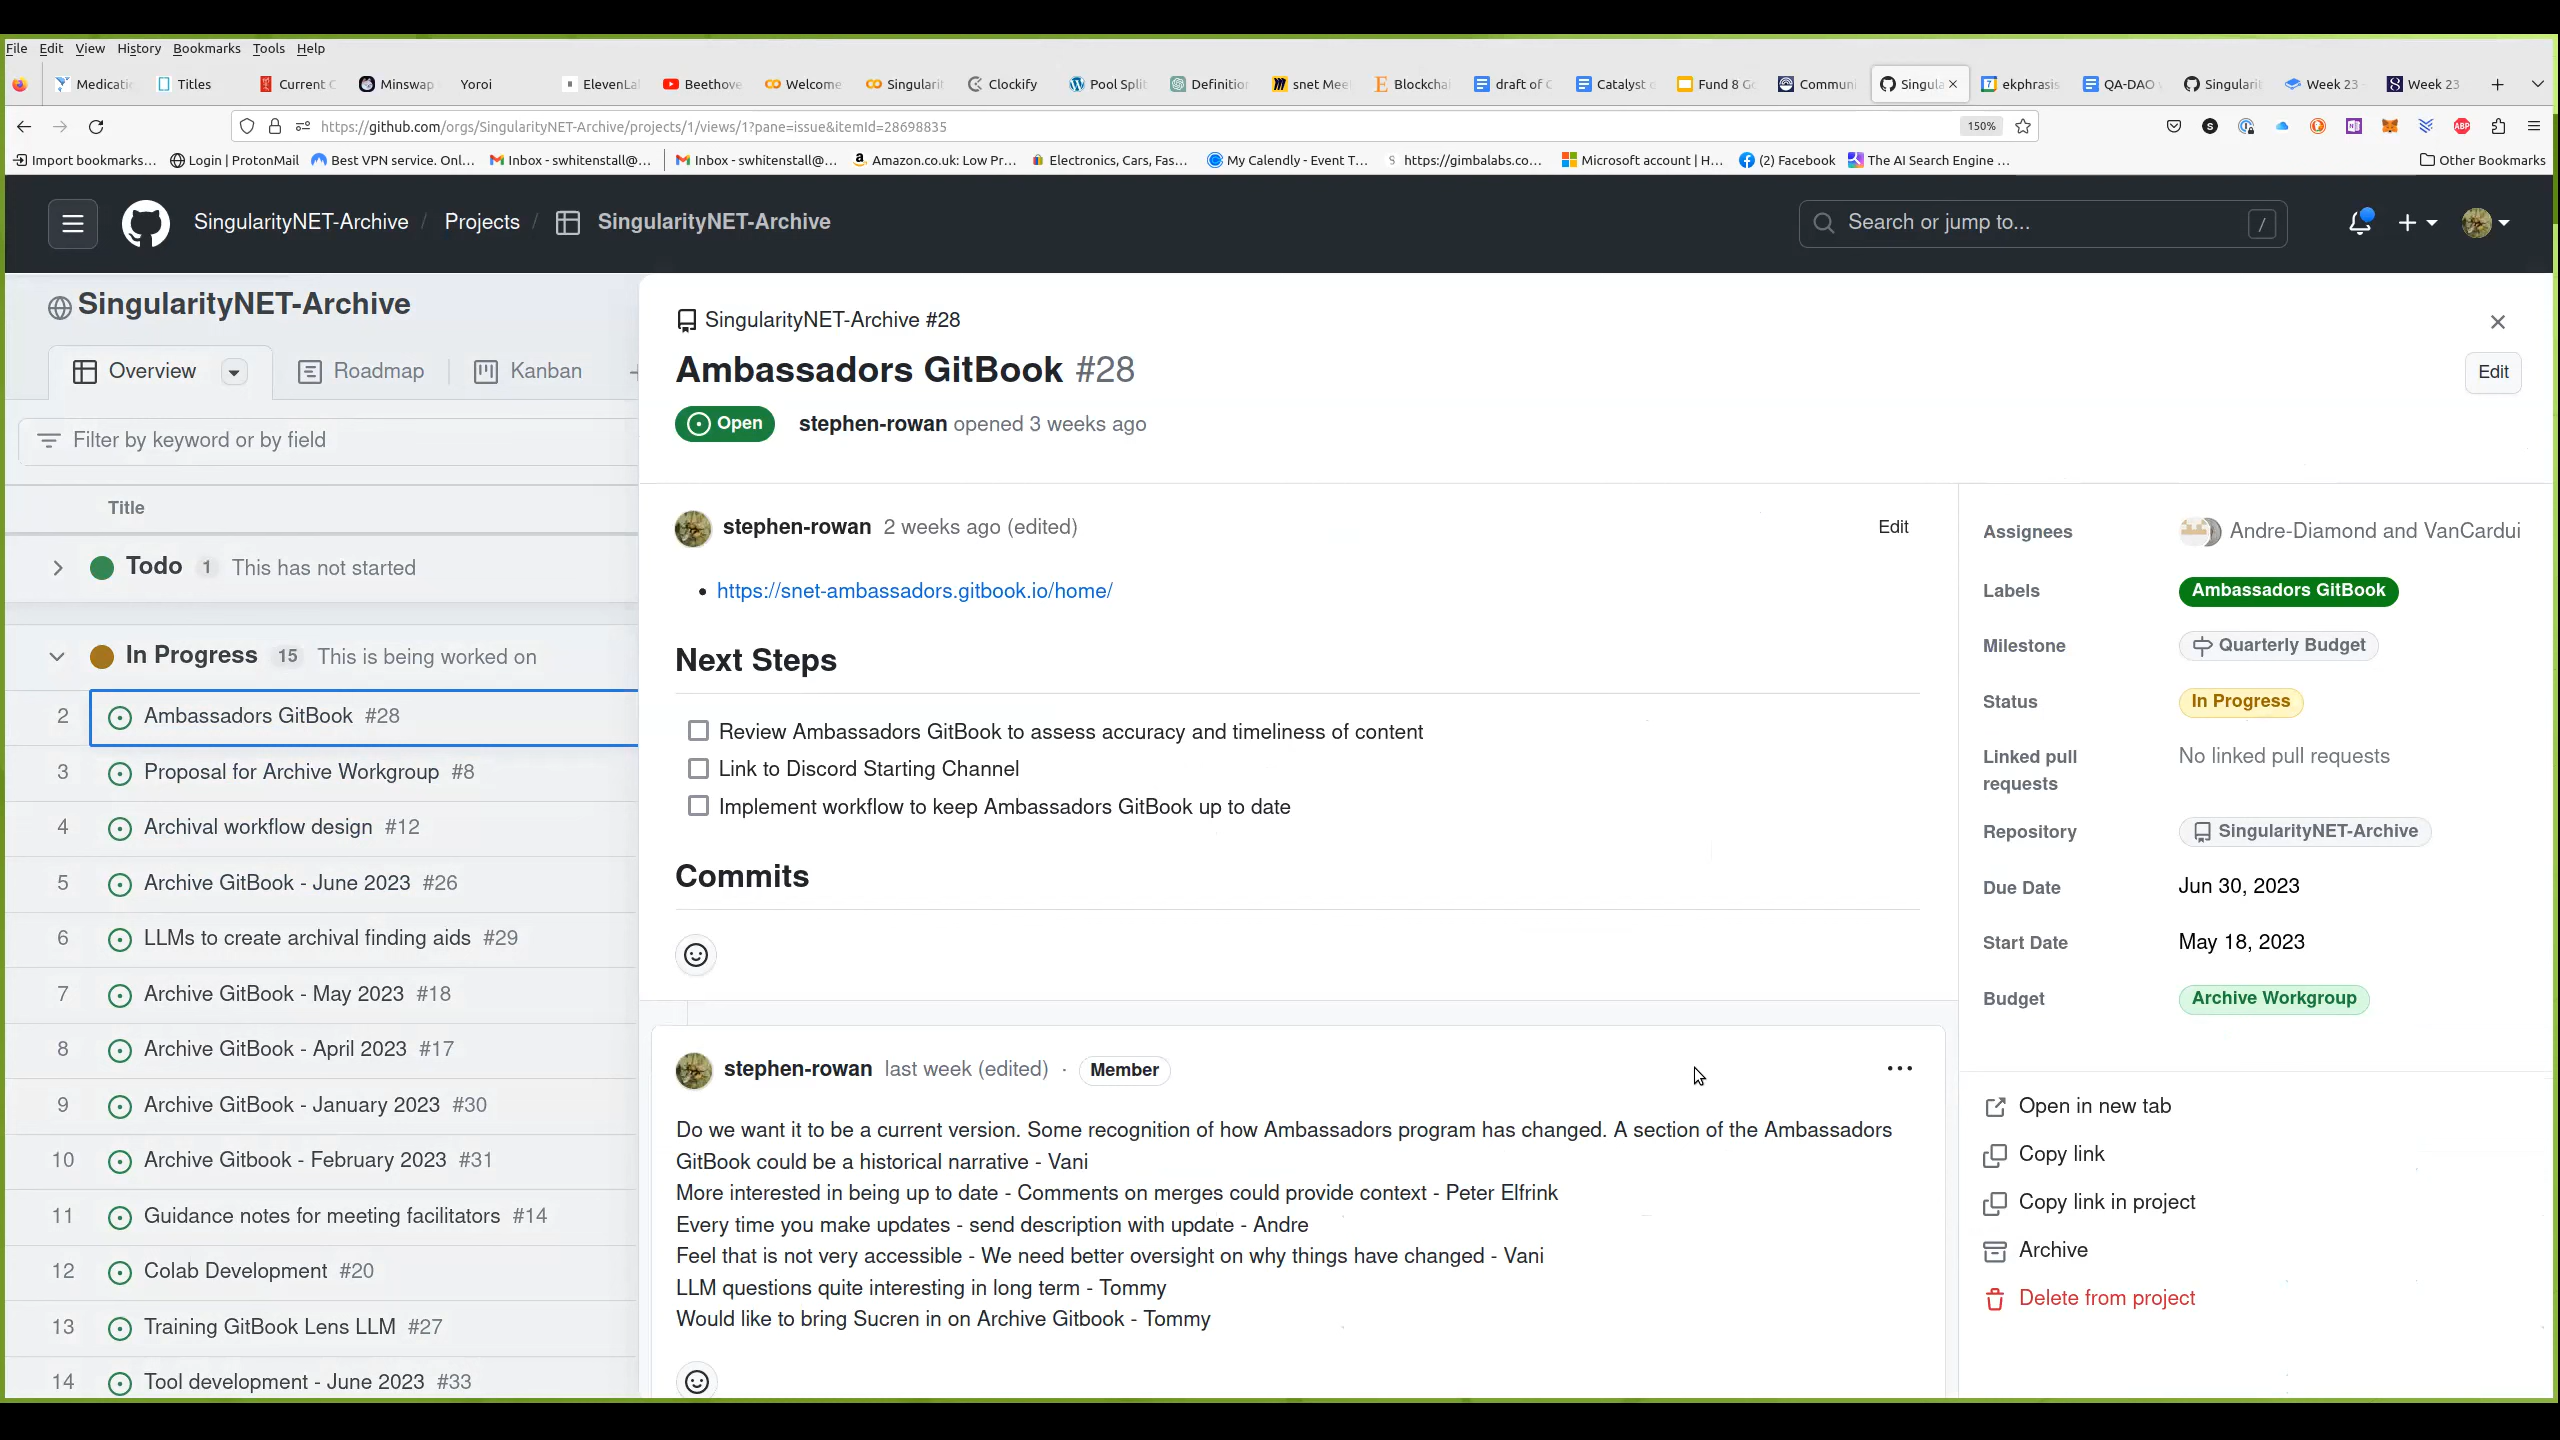 File Edit View History Bookmarks Tools Help
Medicati Titles Current C Minswap Yoroi ElevenLa Beethove Welcome Singularit Clockify Pool Split Definition snet Mee Blockchai draft of C Catalyst Fund 8 Go Communi Singula ekphrasis QA-DAO Singularit Week 23 Week 23
https://github.com/orgs/SingularityNET-Archive/projects/1/views/1?pane=issue&itemId=28698835 150%
Import bookmarks... Login | ProtonMail Best VPN service. Onl... Inbox - swhitenstall@... Inbox - swhitenstall@... Amazon.co.uk: Low Pr... Electronics, Cars, Fas... My Calendly - Event T... https://gimbalabs.co... Microsoft account | H... (2) Facebook The AI Search Engine ... Other Bookmarks
SingularityNET-Archive / Projects / SingularityNET-Archive
Search or jump to... /
SingularityNET-Archive
Overview Roadmap Kanban
Filter by keyword or by field
Title
Todo 1 This has not started
In Progress 15 This is being worked on
2 Ambassadors GitBook #28
3 Proposal for Archive Workgroup #8
4 Archival workflow design #12
5 Archive GitBook - June 2023 #26
6 LLMs to create archival finding aids #29
7 Archive GitBook - May 2023 #18
8 Archive GitBook - April 2023 #17
9 Archive GitBook - January 2023 #30
10 Archive Gitbook - February 2023 #31
11 Guidance notes for meeting facilitators #14
12 Colab Development #20
13 Training GitBook Lens LLM #27
14 Tool development - June 2023 #33
SingularityNET-Archive #28
Ambassadors GitBook #28
Edit
Open stephen-rowan opened 3 weeks ago
stephen-rowan 2 weeks ago (edited) Edit
• https://snet-ambassadors.gitbook.io/home/
Next Steps
Review Ambassadors GitBook to assess accuracy and timeliness of content
Link to Discord Starting Channel
Implement workflow to keep Ambassadors GitBook up to date
Commits
stephen-rowan last week (edited) · Member
Do we want it to be a current version. Some recognition of how Ambassadors program has changed. A section of the Ambassadors
GitBook could be a historical narrative - Vani
More interested in being up to date - Comments on merges could provide context - Peter Elfrink
Every time you make updates - send description with update - Andre
Feel that is not very accessible - We need better oversight on why things have changed - Vani
LLM questions quite interesting in long term - Tommy
Would like to bring Sucren in on Archive Gitbook - Tommy
Assignees Andre-Diamond and VanCardui
Labels Ambassadors GitBook
Milestone Quarterly Budget
Status In Progress
Linked pull requests No linked pull requests
Repository SingularityNET-Archive
Due Date Jun 30, 2023
Start Date May 18, 2023
Budget Archive Workgroup
Open in new tab
Copy link
Copy link in project
Archive
Delete from project